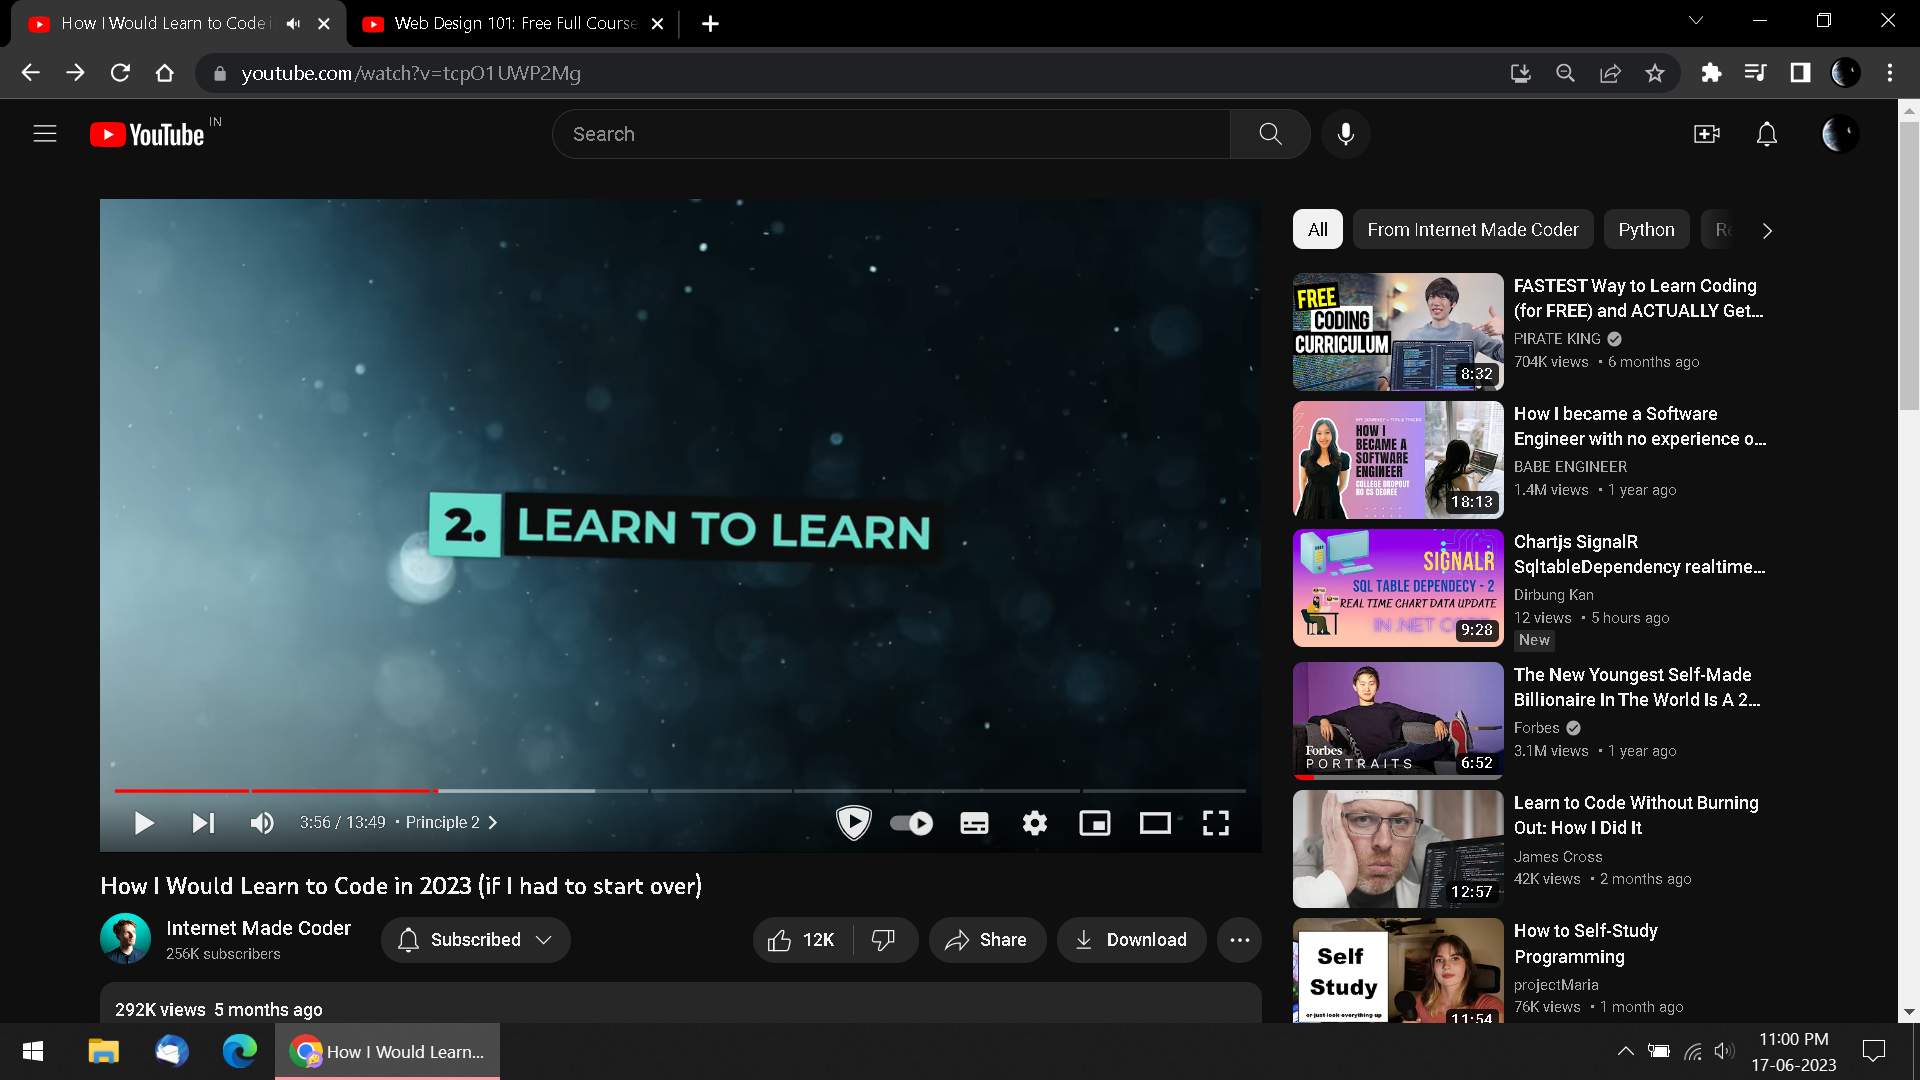 How I Would Learn to Code i
Web Design 101: Free Full Course
youtube.com/watch?v=tcpO1UWP2Mg
YouTube IN
Search
2. LEARN TO LEARN
3:56 / 13:49 • Principle 2
How I Would Learn to Code in 2023 (if I had to start over)
Internet Made Coder
256K subscribers
Subscribed
12K
Share
Download
292K views 5 months ago
All
From Internet Made Coder
Python
Re
FREE
CODING
CURRICULUM
8:32
FASTEST Way to Learn Coding
(for FREE) and ACTUALLY Get...
PIRATE KING
704K views • 6 months ago
HOW I
BECAME A
SOFTWARE
ENGINEER
COLLEGE DROPOUT
NO CS DEGREE
18:13
How I became a Software
Engineer with no experience o...
BABE ENGINEER
1.4M views • 1 year ago
SIGNALR
SQL TABLE DEPENDECY - 2
REAL TIME CHART DATA UPDATE
IN .NET CO
9:28
Chartjs SignalR
SqltableDependency realtime...
Dirbung Kan
12 views • 5 hours ago
New
Forbes
PORTRAITS
6:52
The New Youngest Self-Made
Billionaire In The World Is A 2...
Forbes
3.1M views • 1 year ago
12:57
Learn to Code Without Burning
Out: How I Did It
James Cross
42K views • 2 months ago
Self
Study
or just look everything up
11:54
How to Self-Study
Programming
projectMaria
76K views • 1 month ago
How I Would Learn...
11:00 PM
17-06-2023